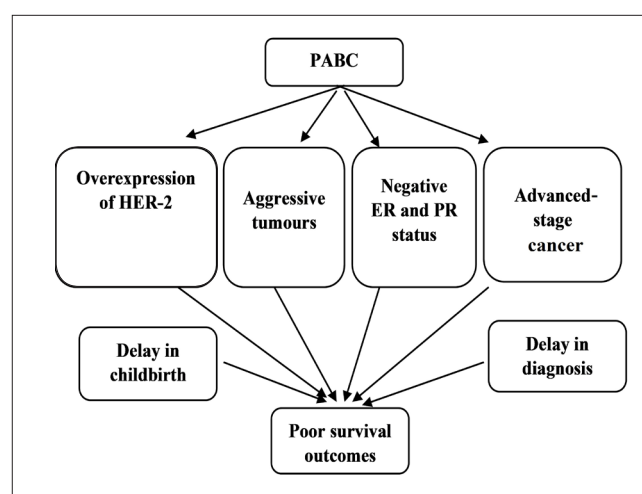 PABC
Overexpression
of HER-2
Aggressive
tumours
Negative
ER and PR
status
Advanced-
stage
cancer
Delay in
childbirth
Delay in
diagnosis
Poor survival
outcomes